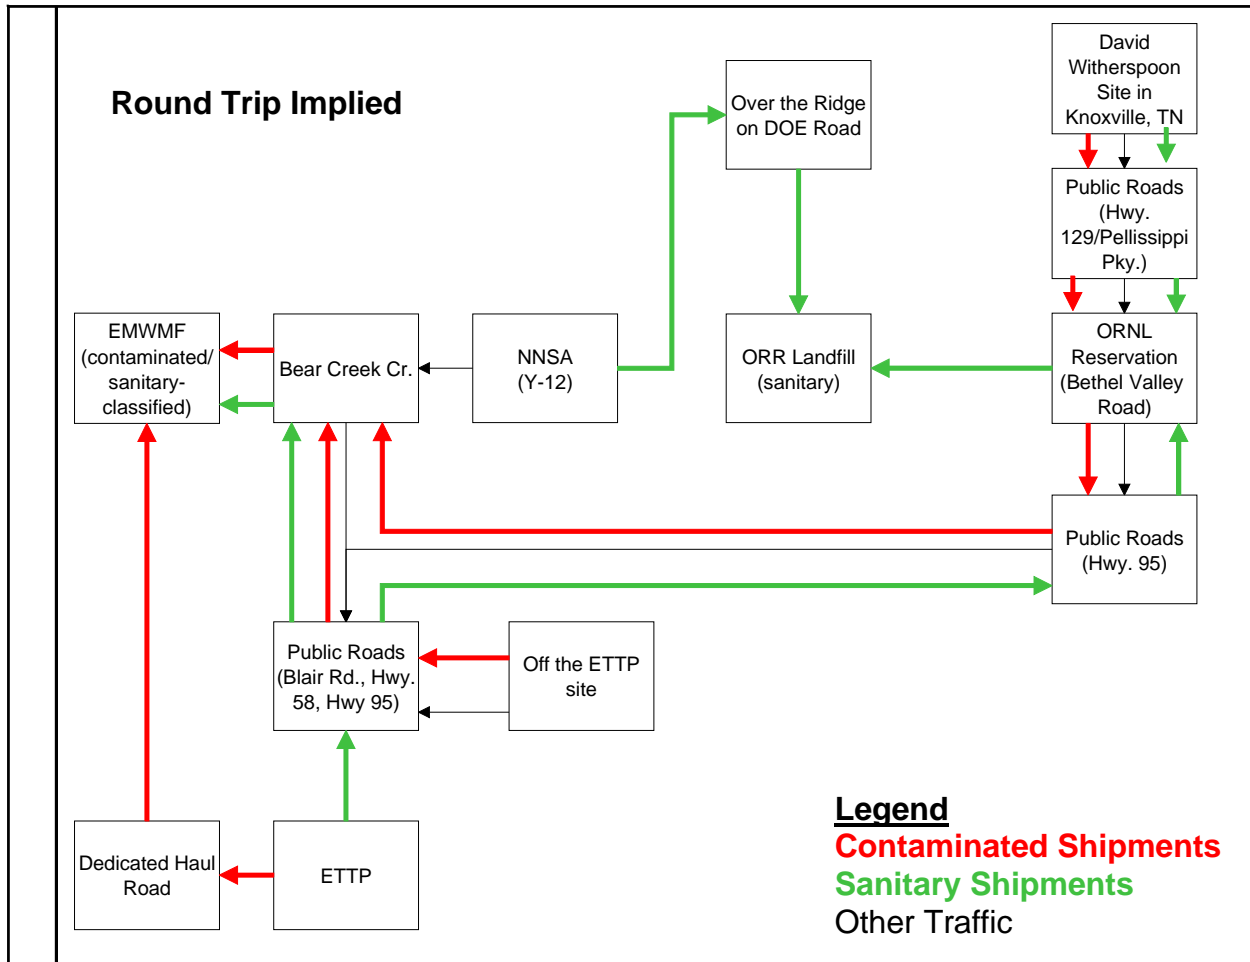 Round Trip Implied
David
Witherspoon
Site in
Knoxville, TN
Over the Ridge
on DOE Road
Public Roads
(Hwy.
129/Pellissippi
Pky.)
EMWMF
(contaminated/
sanitary-
classified)
Bear Creek Cr.
NNSA
(Y-12)
ORR Landfill
(sanitary)
ORNL
Reservation
(Bethel Valley
Road)
Public Roads
(Hwy. 95)
Public Roads
(Blair Rd., Hwy.
58, Hwy 95)
Off the ETTP
site
Dedicated Haul
Road
ETTP
Legend
Contaminated Shipments
Sanitary Shipments
Other Traffic